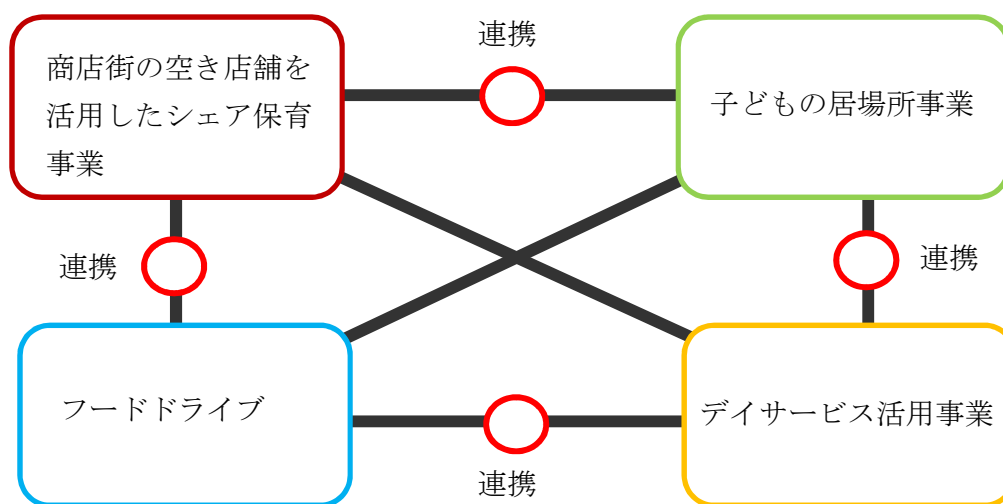 連携
商店街の空き店舗を
活用したシェア保育
事業
子どもの居場所事業
連携
連携
フードドライブ
デイサービス活用事業
連携